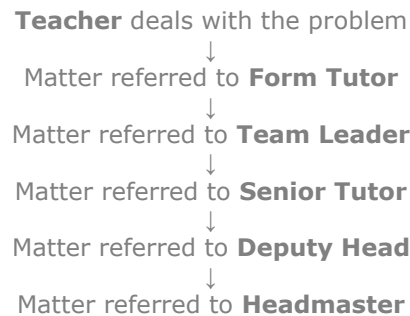 Teacher deals with the problem
↓
Matter referred to Form Tutor
↓
Matter referred to Team Leader
↓
Matter referred to Senior Tutor
↓
Matter referred to Deputy Head
↓
Matter referred to Headmaster